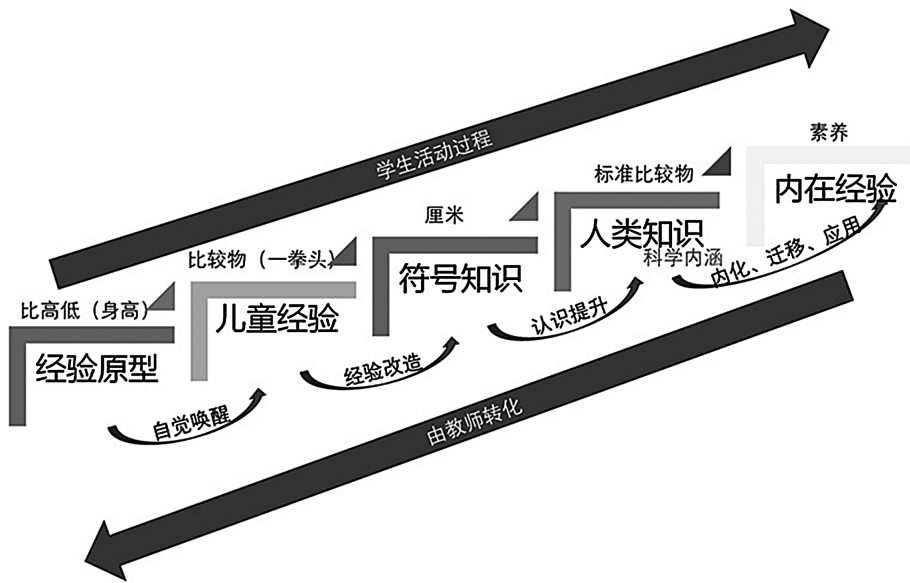 学生活动过程
素养
内在经验
标准比较物
人类知识
科学内涵
厘米
符号知识
比较物（一拳头）
儿童经验
比高低（身高）
经验原型
自觉唤醒
经验改造
认识提升
内化、迁移、应用
由教师转化